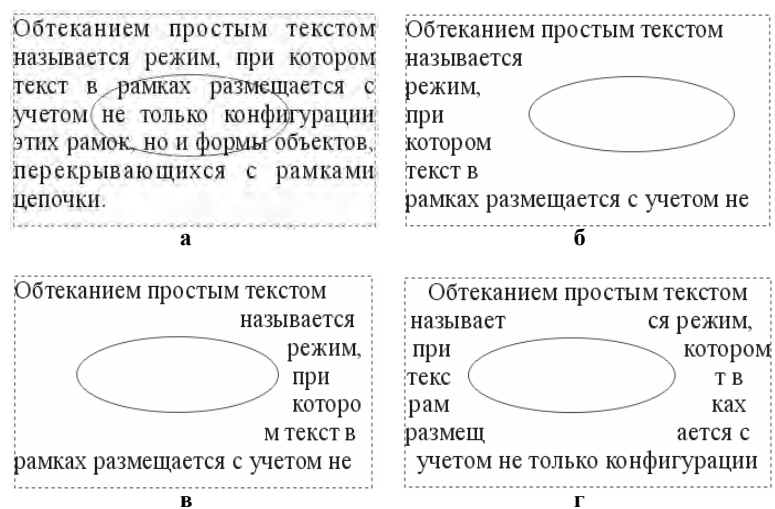 Обтеканием простым текстом
называется режим, при котором
текст в рамках размещается с
учетом не только конфигурации
этих рамок, но и формы объектов,
перекрывающихся с рамками
цепочки.
а
Обтеканием простым текстом
называется
режим,
при
котором
текст в
рамках размещается с учетом не
б
Обтеканием простым текстом
называется
режим,
при
которо
м текст в
рамках размещается с учетом не
в
Обтеканием простым текстом
называет ся режим,
при котором
текс т в
рам ках
размещ ается с
учетом не только конфигурации
г